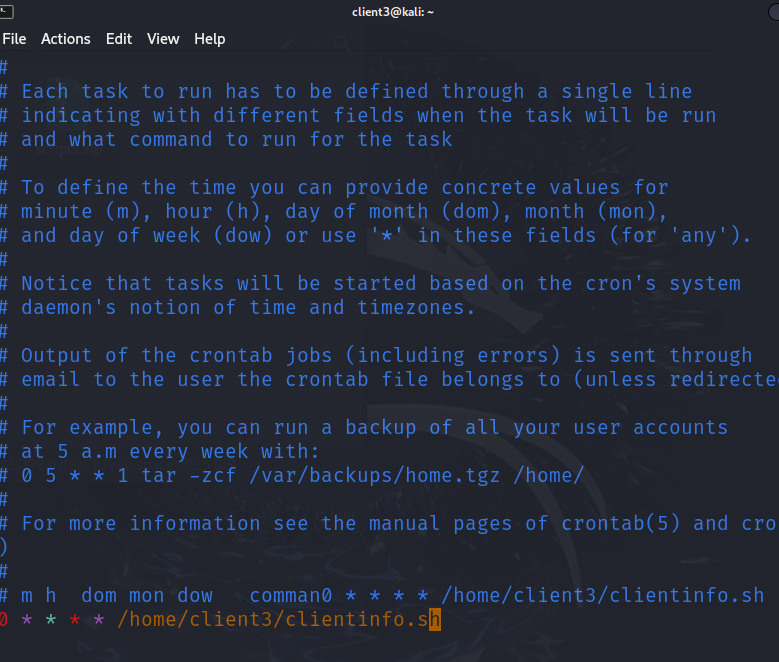 client3@kali: ~
File Actions Edit View Help
#
# Each task to run has to be defined through a single line
# indicating with different fields when the task will be run
# and what command to run for the task
#
# To define the time you can provide concrete values for
# minute (m), hour (h), day of month (dom), month (mon),
# and day of week (dow) or use '*' in these fields (for 'any').
#
# Notice that tasks will be started based on the cron's system
# daemon's notion of time and timezones.
#
# Output of the crontab jobs (including errors) is sent through
# email to the user the crontab file belongs to (unless redirecte
#
# For example, you can run a backup of all your user accounts
# at 5 a.m every week with:
# 0 5 * * 1 tar -zcf /var/backups/home.tgz /home/
#
# For more information see the manual pages of crontab(5) and cro
)
#
# m h  dom mon dow   comman0 * * * * /home/client3/clientinfo.sh
0 * * * * /home/client3/clientinfo.sh